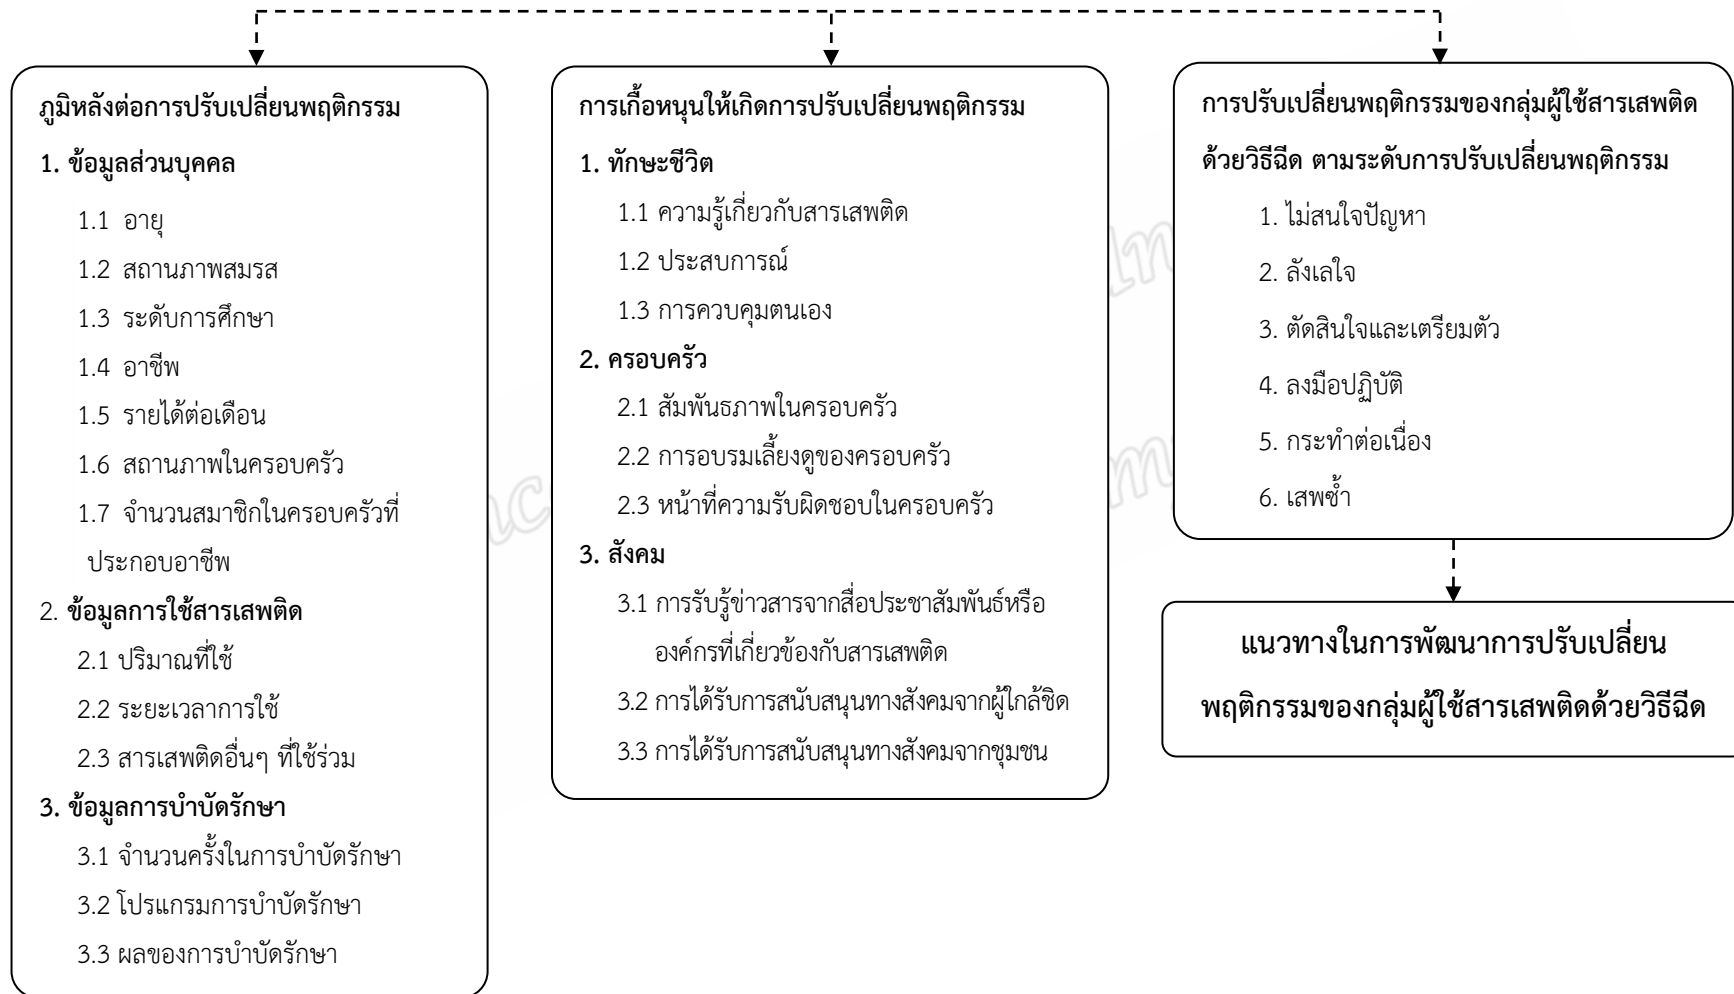 ภูมิหลังต่อการปรับเปลี่ยนพฤติกรรม
1. ข้อมูลส่วนบุคคล
1.1 อายุ
1.2 สถานภาพสมรส
1.3 ระดับการศึกษา
1.4 อาชีพ
1.5 รายได้ต่อเดือน
1.6 สถานภาพในครอบครัว
1.7 จำนวนสมาชิกในครอบครัวที่
ประกอบอาชีพ
2. ข้อมูลการใช้สารเสพติด
2.1 ปริมาณที่ใช้
2.2 ระยะเวลาการใช้
2.3 สารเสพติดอื่นๆ ที่ใช้ร่วม
3. ข้อมูลการบำบัดรักษา
3.1 จำนวนครั้งในการบำบัดรักษา
3.2 โปรแกรมการบำบัดรักษา
3.3 ผลของการบำบัดรักษา
การเกื้อหนุนให้เกิดการปรับเปลี่ยนพฤติกรรม
1. ทักษะชีวิต
1.1 ความรู้เกี่ยวกับสารเสพติด
1.2 ประสบการณ์
1.3 การควบคุมตนเอง
2. ครอบครัว
2.1 สัมพันธภาพในครอบครัว
2.2 การอบรมเลี้ยงดูของครอบครัว
2.3 หน้าที่ความรับผิดชอบในครอบครัว
3. สังคม
3.1 การรับรู้ข่าวสารจากสื่อประชาสัมพันธ์หรือ
องค์กรที่เกี่ยวข้องกับสารเสพติด
3.2 การได้รับการสนับสนุนทางสังคมจากผู้ใกล้ชิด
3.3 การได้รับการสนับสนุนทางสังคมจากชุมชน
การปรับเปลี่ยนพฤติกรรมของกลุ่มผู้ใช้สารเสพติด
ด้วยวิธีฉีด ตามระดับการปรับเปลี่ยนพฤติกรรม
1. ไม่สนใจปัญหา
2. ลังเลใจ
3. ตัดสินใจและเตรียมตัว
4. ลงมือปฏิบัติ
5. กระทำต่อเนื่อง
6. เสพซ้ำ
แนวทางในการพัฒนาการปรับเปลี่ยน
พฤติกรรมของกลุ่มผู้ใช้สารเสพติดด้วยวิธีฉีด